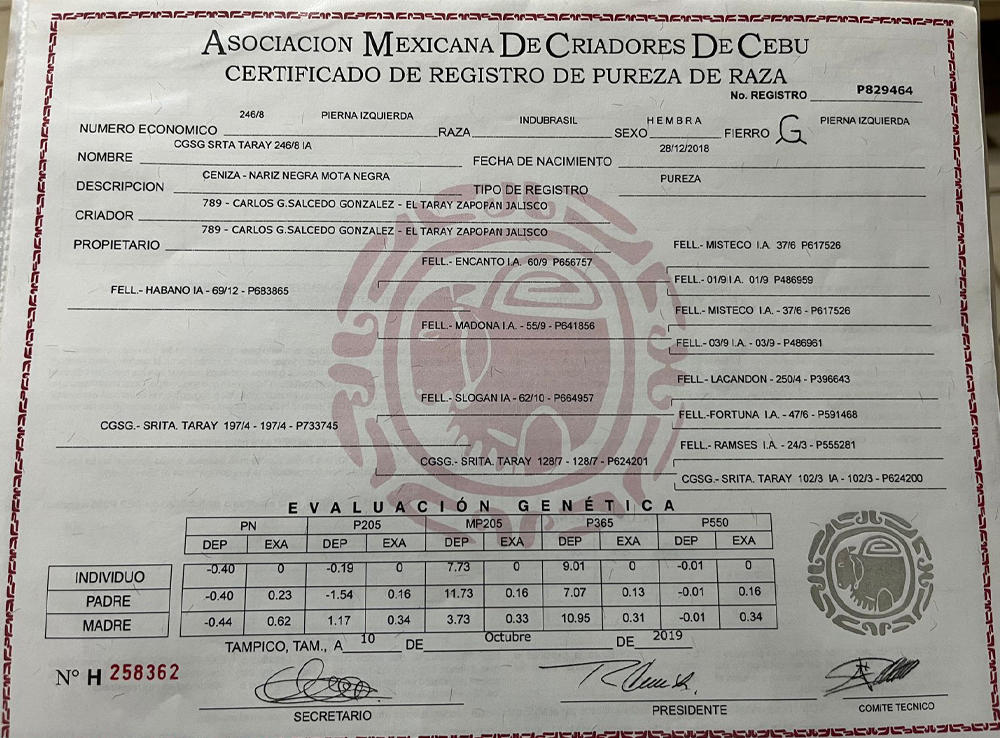 ASOCIACION MEXICANA DE CRIADORES DE CEBU
CERTIFICADO DE REGISTRO DE PUREZA DE RAZA
No. REGISTRO P829464
NUMERO ECONOMICO 246/8 PIERNA IZQUIERDA RAZA INDUBRASIL SEXO HEMBRA FIERRO G PIERNA IZQUIERDA
NOMBRE CGSG SRTA TARAY 246/8 IA FECHA DE NACIMIENTO 28/12/2018
DESCRIPCION CENIZA - NARIZ NEGRA MOTA NEGRA TIPO DE REGISTRO PUREZA
CRIADOR 789 - CARLOS G.SALCEDO GONZALEZ - EL TARAY ZAPOPAN JALISCO
PROPIETARIO 789 - CARLOS G.SALCEDO GONZALEZ - EL TARAY ZAPOPAN JALISCO
FELL.- MISTECO I.A. 37/6 P617526
FELL.- ENCANTO I.A. 60/9 P656757
FELL.- 01/9 I.A. 01/9 P486959
FELL.- HABANO IA - 69/12 - P683865
FELL.- MISTECO I.A. - 37/6 - P617526
FELL.- MADONA I.A. - 55/9 - P641856
FELL.- 03/9 I.A. - 03/9 - P486961
FELL.- LACANDON - 250/4 - P396643
FELL.- SLOGAN IA - 62/10 - P664957
FELL.-FORTUNA I.A. - 47/6 - P591468
CGSG.- SRITA. TARAY 197/4 - 197/4 - P733745
FELL.- RAMSES I.A. - 24/3 - P555281
CGSG.- SRITA. TARAY 128/7 - 128/7 - P624201
CGSG.- SRITA. TARAY 102/3 IA - 102/3 - P624200
EVALUACIÓN GENÉTICA
PN P205 MP205 P365 P550
DEP EXA DEP EXA DEP EXA DEP EXA DEP EXA
INDIVIDUO -0.40 0 -0.19 0 7.73 0 9.01 0 -0.01 0
PADRE -0.40 0.23 -1.54 0.16 11.73 0.16 7.07 0.13 -0.01 0.16
MADRE -0.44 0.62 1.17 0.34 3.73 0.33 10.95 0.31 -0.01 0.34
TAMPICO, TAM., A 10 DE Octubre DE 2019
Nº H 258362
SECRETARIO
PRESIDENTE
COMITE TECNICO